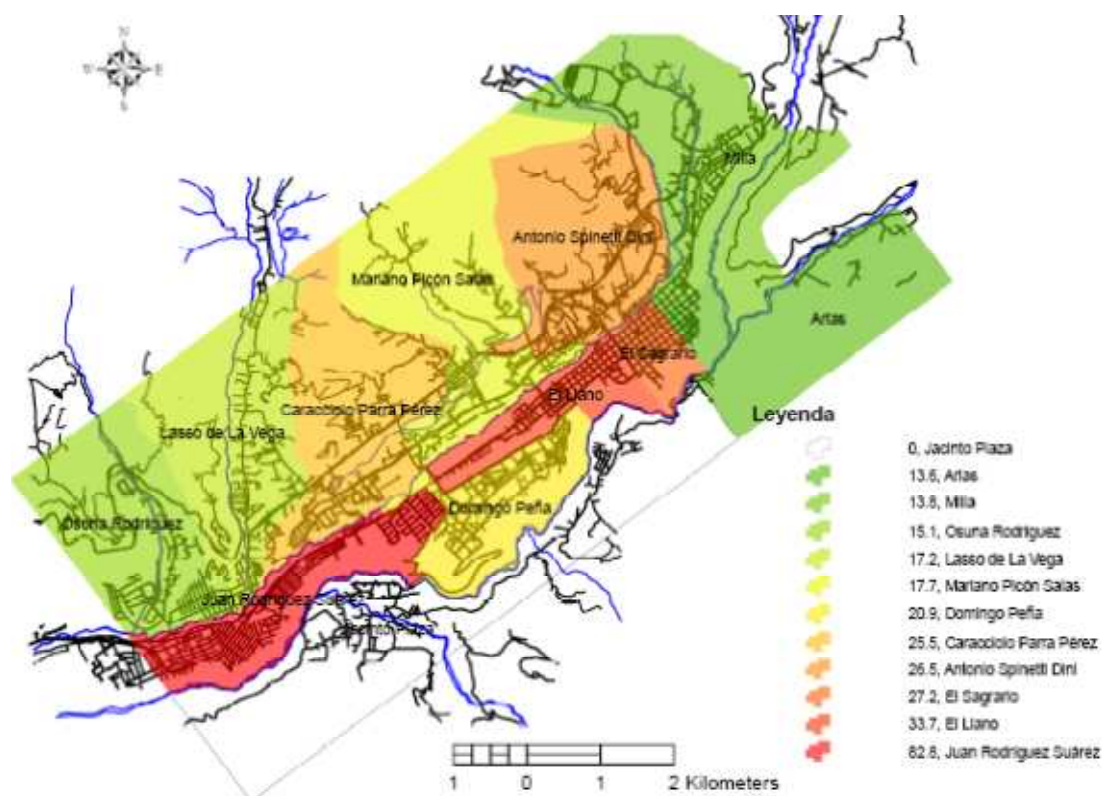 N
W
E
S
Milla
Antonio Spinetti Dini
Mariano Picón Salas
Arias
El Sagrario
El Llano
Caracciolo Parra Pérez
Lasso de La Vega
Domingo Peña
Osuna Rodríguez
Juan Rodríguez Suárez
Leyenda
0, Jacinto Plaza
13.6, Arias
13.8, Milla
15.1, Osuna Rodríguez
17.2, Lasso de La Vega
17.7, Mariano Picón Salas
20.9, Domingo Peña
25.5, Caracciolo Parra Pérez
26.5, Antonio Spinetti Dini
27.2, El Sagrario
33.7, El Llano
82.8, Juan Rodríguez Suárez
1 0 1 2 Kilometers